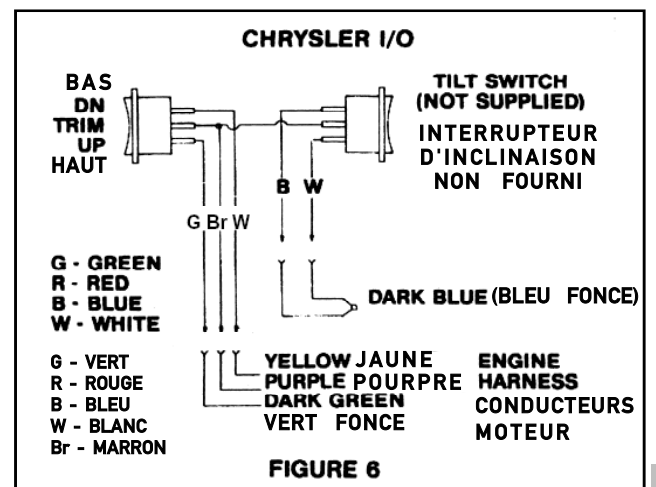 CHRYSLER I/O
BAS
DN
TRIM
UP
HAUT
TILT SWITCH
(NOT SUPPLIED)
INTERRUPTEUR
D'INCLINAISON
NON FOURNI
B W
G Br W
G - GREEN
R - RED
B - BLUE
W - WHITE
DARK BLUE (BLEU FONCE)
G - VERT
R - ROUGE
B - BLEU
W - BLANC
Br - MARRON
YELLOW JAUNE
PURPLE POURPRE
DARK GREEN
VERT FONCE
ENGINE
HARNESS
CONDUCTEURS
MOTEUR
FIGURE 6